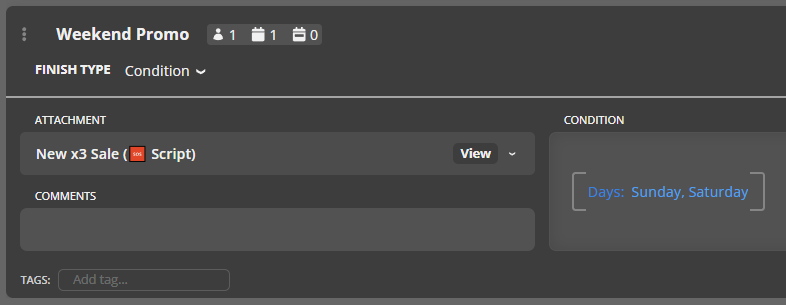 Weekend Promo 1 1 0
FINISH TYPE Condition
ATTACHMENT
New x3 Sale (🆘 Script) View
COMMENTS
CONDITION
Days: Sunday, Saturday
TAGS: Add tag...